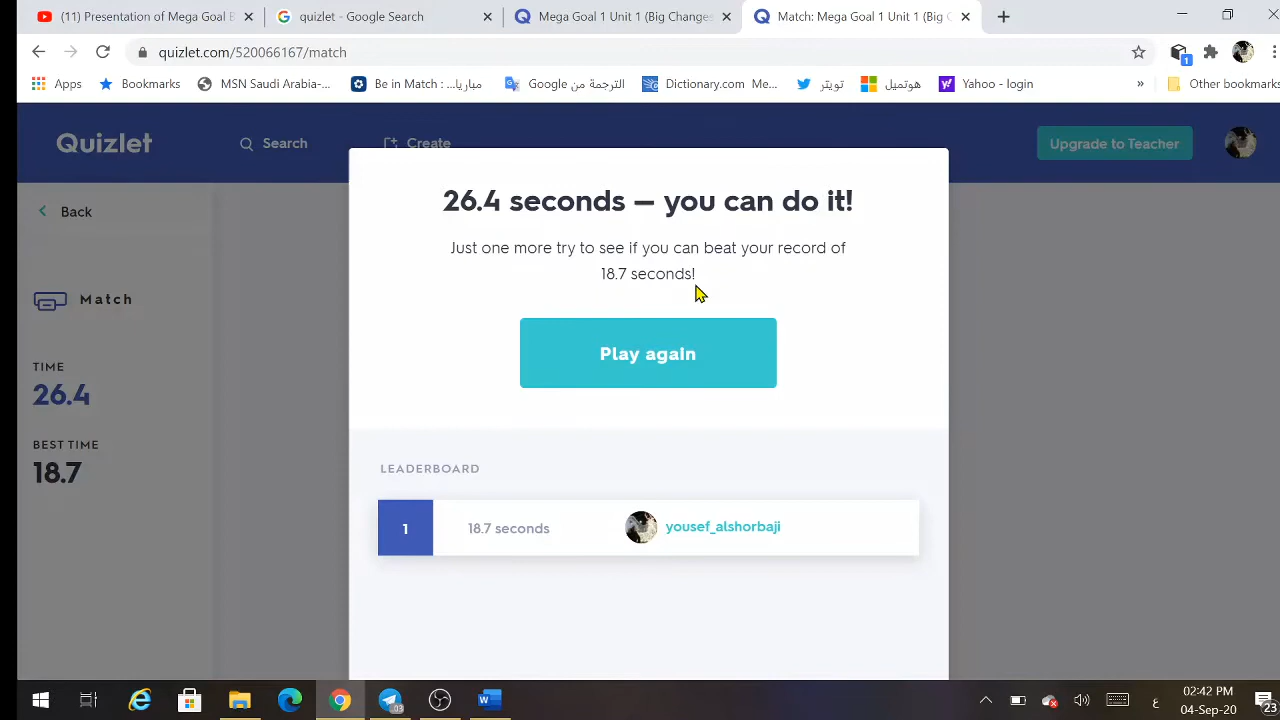 (11) Presentation of Mega Goal B
quizlet - Google Search
Mega Goal 1 Unit 1 (Big Changes
Match: Mega Goal 1 Unit 1 (Big C
quizlet.com/520066167/match
1
Apps
Bookmarks
MSN Saudi Arabia-...
Be in Match : مباريا...
الترجمة من Google
Dictionary.com Me...
تويتر
هوتميل
Yahoo - login
»
Other bookmarks
Quizlet
Search
Create
Upgrade to Teacher
Back
26.4 seconds — you can do it!
Just one more try to see if you can beat your record of
18.7 seconds!
Match
Play again
TIME
26.4
BEST TIME
18.7
LEADERBOARD
1
18.7 seconds
yousef_alshorbaji
ع
02:42 PM
04-Sep-20
23